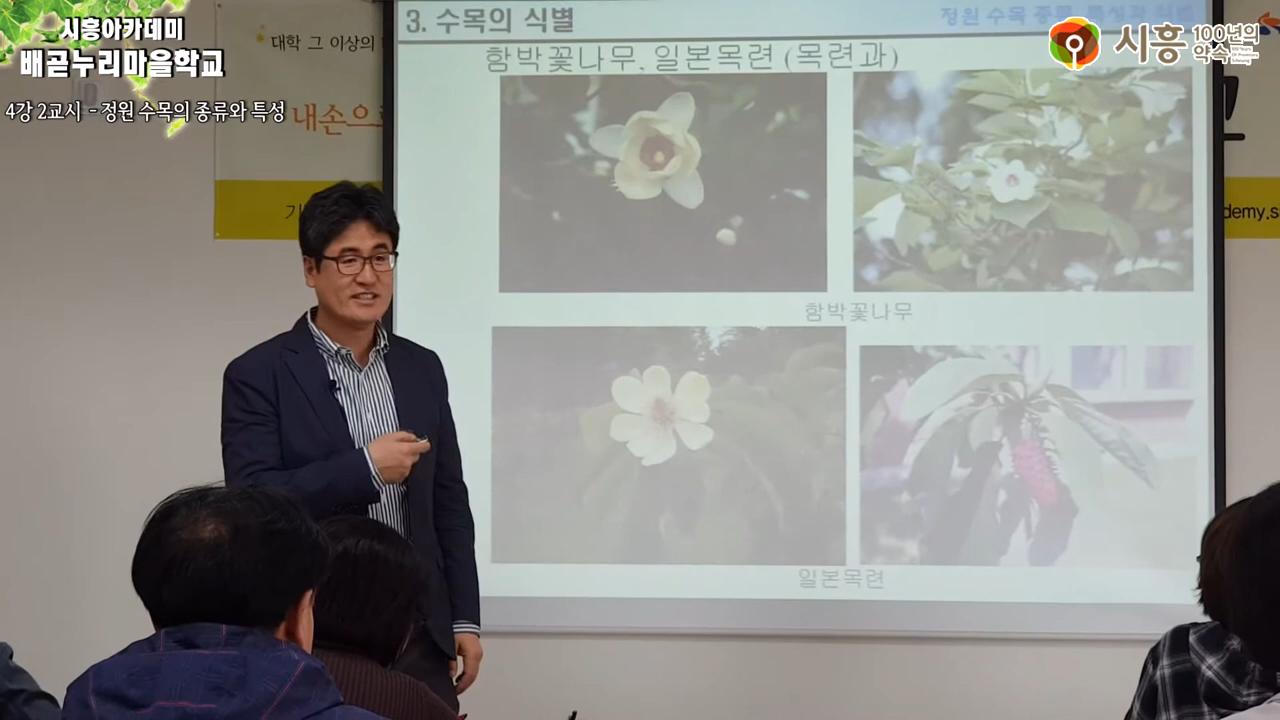 시흥아카데미
배곧누리마을학교
4강 2교시 - 정원 수목의 종류와 특성
대학 그 이상의
내손으로
3. 수목의 식별
정원 수목 종류, 특성과 식별
함박꽃나무, 일본목련 (목련과)
함박꽃나무
일본목련
시흥
100년의
약속
demy.s